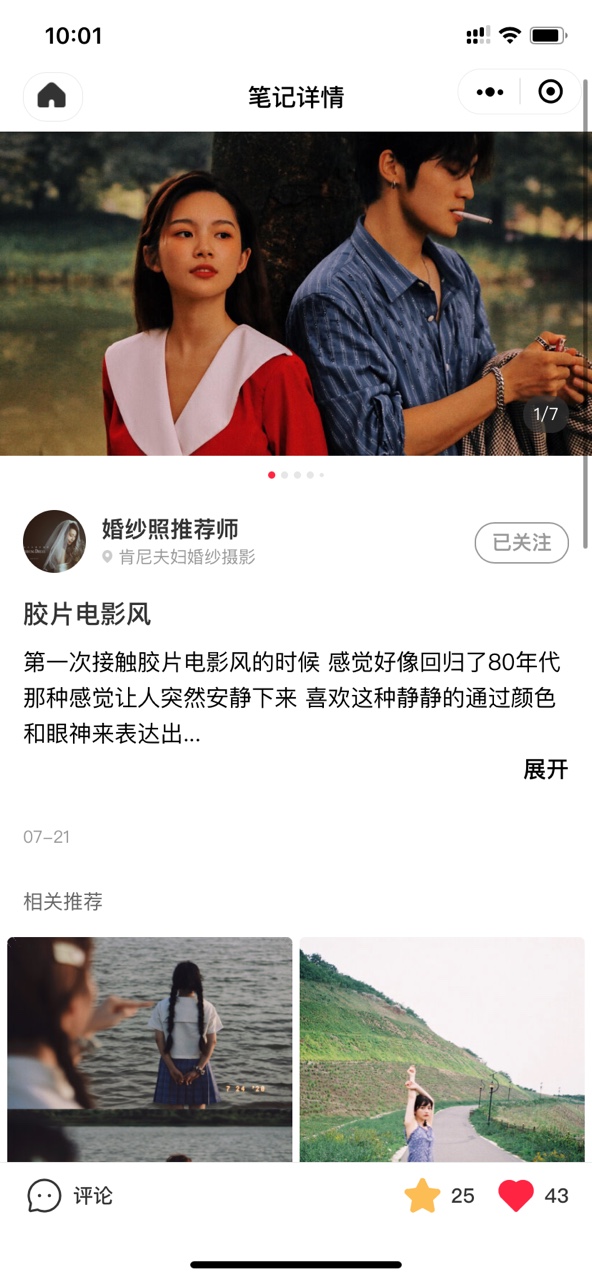 10:01
笔记详情
1/7
婚纱照推荐师
肯尼夫妇婚纱摄影
已关注
胶片电影风
第一次接触胶片电影风的时候 感觉好像回归了80年代
那种感觉让人突然安静下来 喜欢这种静静的通过颜色
和眼神来表达出...
展开
07-21
相关推荐
7 24 '20
评论
25
43